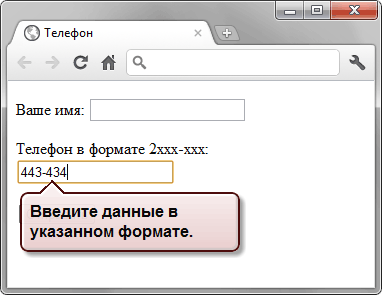 Телефон
Ваше имя:
Телефон в формате 2xxx-xxx:
443-434
Введите данные в
указанном формате.